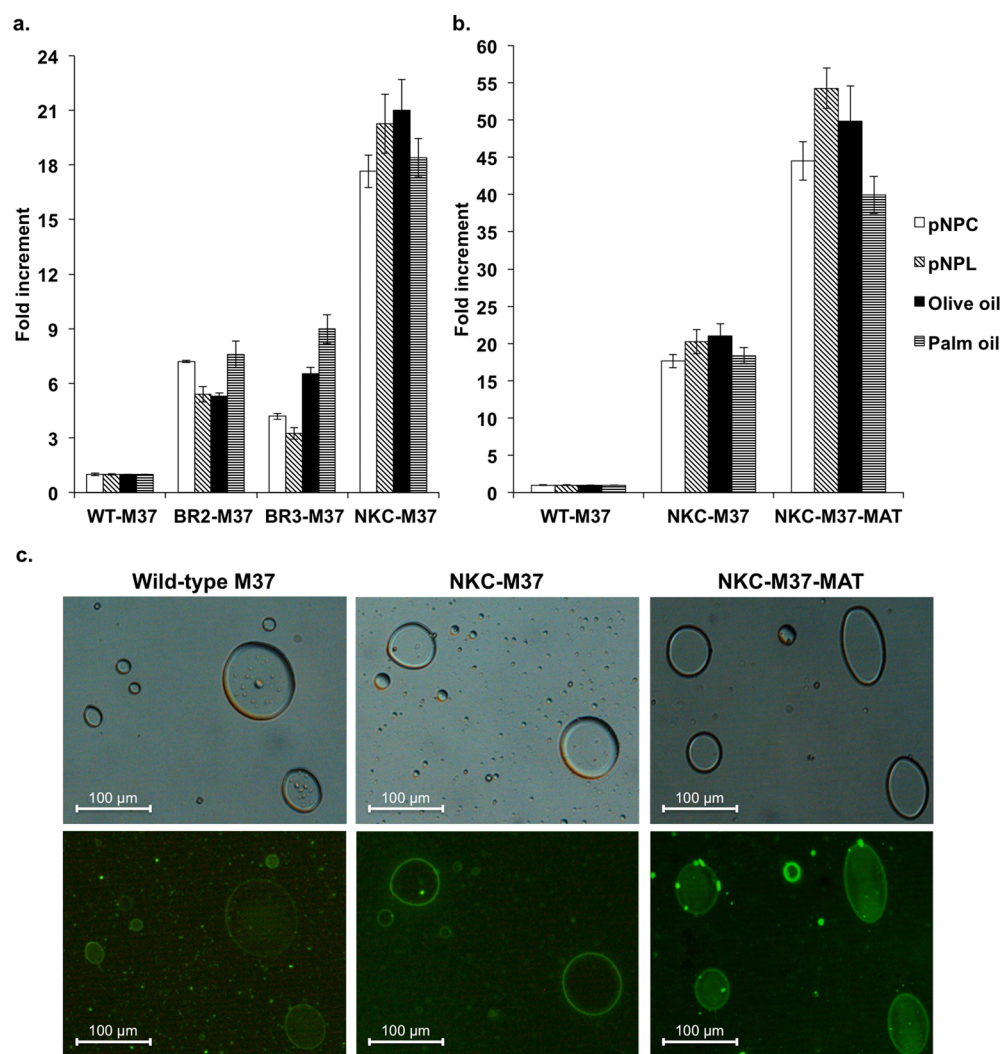 a.
Fold increment
24
21
18
15
12
9
6
3
0
WT-M37 BR2-M37 BR3-M37 NKC-M37
b.
Fold increment
60
55
50
45
40
35
30
25
20
15
10
5
0
WT-M37 NKC-M37 NKC-M37-MAT
pNPC
pNPL
Olive oil
Palm oil
c.
Wild-type M37 NKC-M37 NKC-M37-MAT
100 µm 100 µm 100 µm
100 µm 100 µm 100 µm